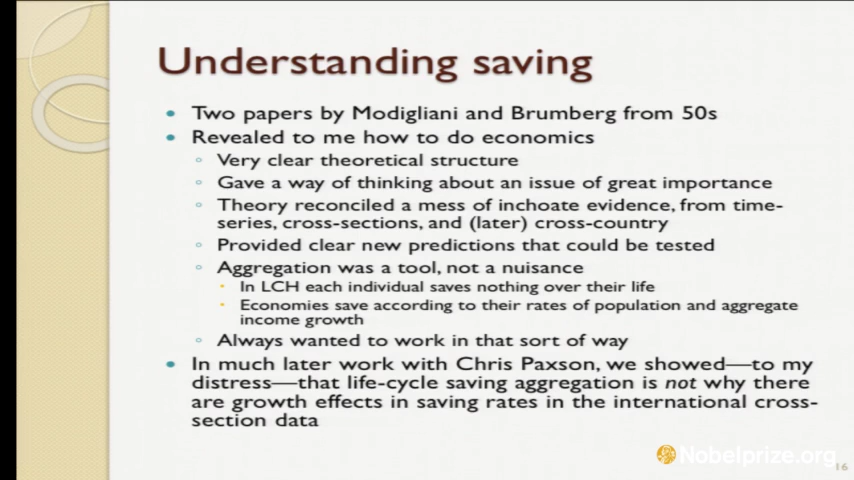 Understanding saving
Two papers by Modigliani and Brumberg from 50s
Revealed to me how to do economics
Very clear theoretical structure
Gave a way of thinking about an issue of great importance
Theory reconciled a mess of inchoate evidence, from time-
series, cross-sections, and (later) cross-country
Provided clear new predictions that could be tested
Aggregation was a tool, not a nuisance
In LCH each individual saves nothing over their life
Economies save according to their rates of population and aggregate
income growth
Always wanted to work in that sort of way
In much later work with Chris Paxson, we showed—to my
distress—that life-cycle saving aggregation is not why there
are growth effects in saving rates in the international cross-
section data
Nobelprize.org
16